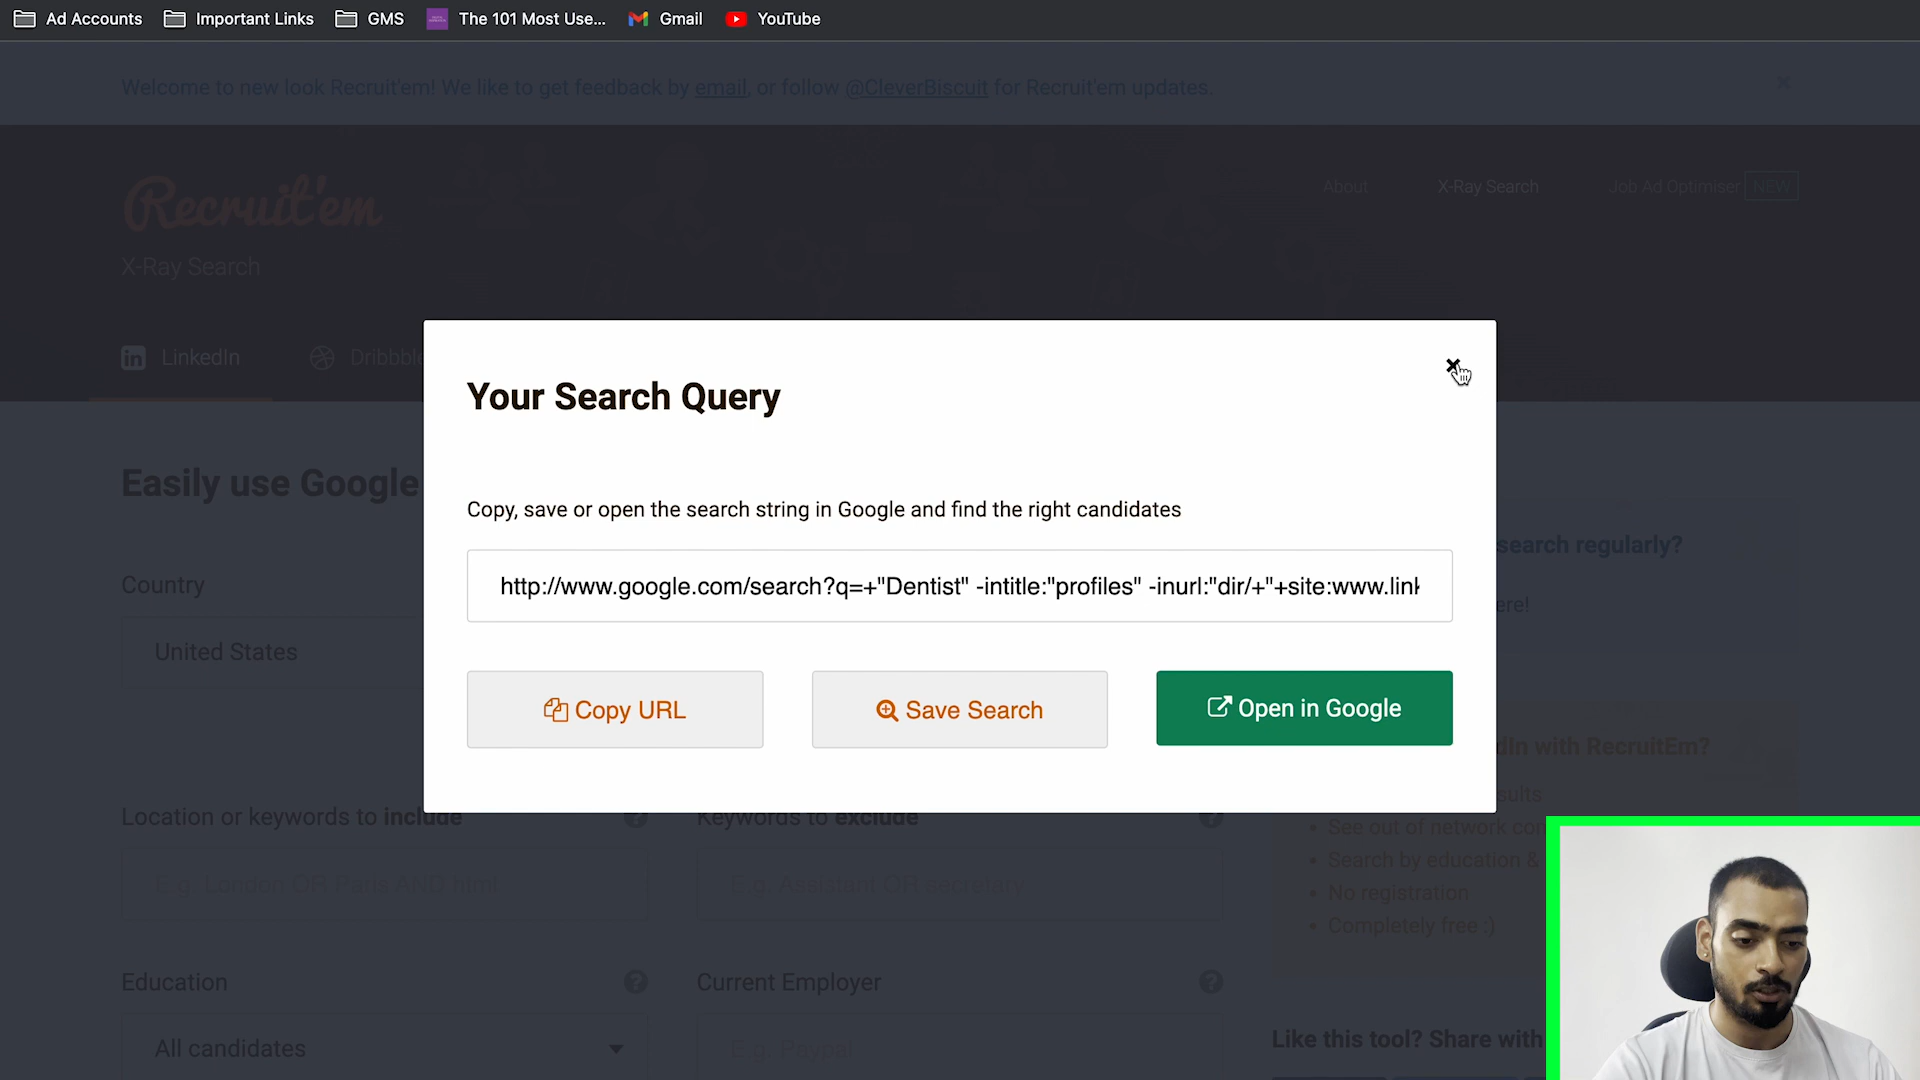 Ad Accounts
Important Links
GMS
The 101 Most Use...
Gmail
YouTube
Welcome to new look Recruit'em! We like to get feedback by email, or follow @CleverBiscuit for Recruit'em updates.
Recruit'em
About
X-Ray Search
Job Ad Optimiser NEW
X-Ray Search
LinkedIn
Dribbble
Your Search Query
Easily use Google
Copy, save or open the search string in Google and find the right candidates
search regularly?
Country
http://www.google.com/search?q=+"Dentist" -intitle:"profiles" -inurl:"dir/+"+site:www.link
ere!
United States
Copy URL
Save Search
Open in Google
dIn with RecruitEm?
sults
Location or keywords to include
Keywords to exclude
See out of network con
Search by education &
E.g. London OR Paris AND html
E.g. Assistant OR secretary
No registration
Completely free :)
Education
Current Employer
Like this tool? Share with
All candidates
E.g. Paypal